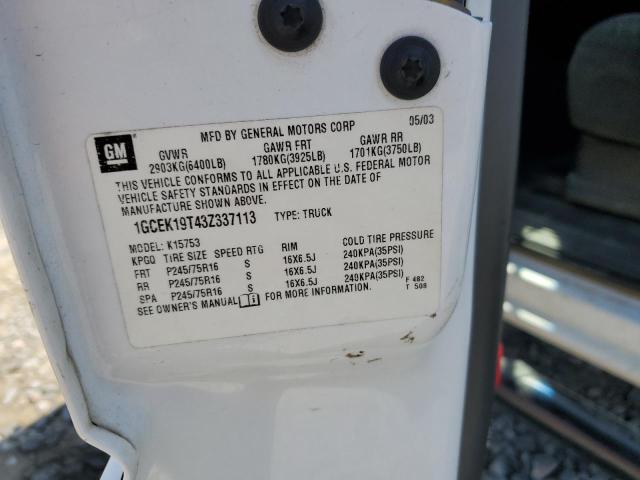 MFD BY GENERAL MOTORS CORP 05/03
GM
GVWR GAWR FRT GAWR RR
2903KG(6400LB) 1780KG(3925LB) 1701KG(3750LB)
THIS VEHICLE CONFORMS TO ALL APPLICABLE U.S. FEDERAL MOTOR
VEHICLE SAFETY STANDARDS IN EFFECT ON THE DATE OF
MANUFACTURE SHOWN ABOVE.
1GCEK19T43Z337113 TYPE: TRUCK
MODEL: K15753
KPGO TIRE SIZE SPEED RTG RIM COLD TIRE PRESSURE
FRT P245/75R16 S 16X6.5J 240KPA(35PSI)
RR P245/75R16 S 16X6.5J 240KPA(35PSI)
SPA P245/75R16 S 16X6.5J 240KPA(35PSI)
SEE OWNER'S MANUAL FOR MORE INFORMATION.
F 482
T 508